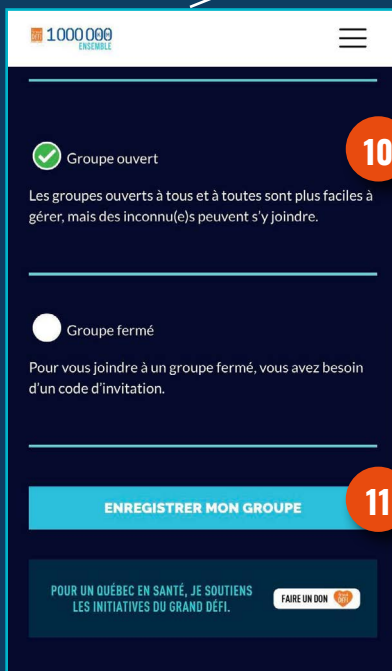 1 000 000
ENSEMBLE
10
Groupe ouvert
Les groupes ouverts à tous et à toutes sont plus faciles à
gérer, mais des inconnu(e)s peuvent s'y joindre.
Groupe fermé
Pour vous joindre à un groupe fermé, vous avez besoin
d'un code d'invitation.
ENREGISTRER MON GROUPE
11
POUR UN QUÉBEC EN SANTÉ, JE SOUTIENS
LES INITIATIVES DU GRAND DÉFI.
FAIRE UN DON